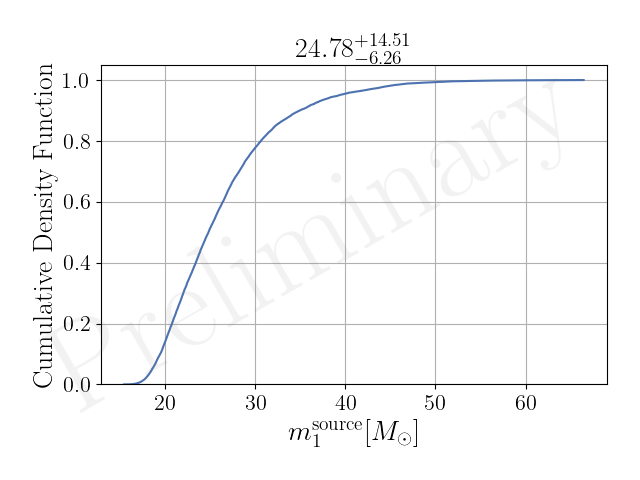 24.78^{+14.51}_{-6.26}
Cumulative Density Function
1.0
0.8
0.6
0.4
0.2
0.0
Preliminary
20 30 40 50 60
m_1^{source}[M_⊙]